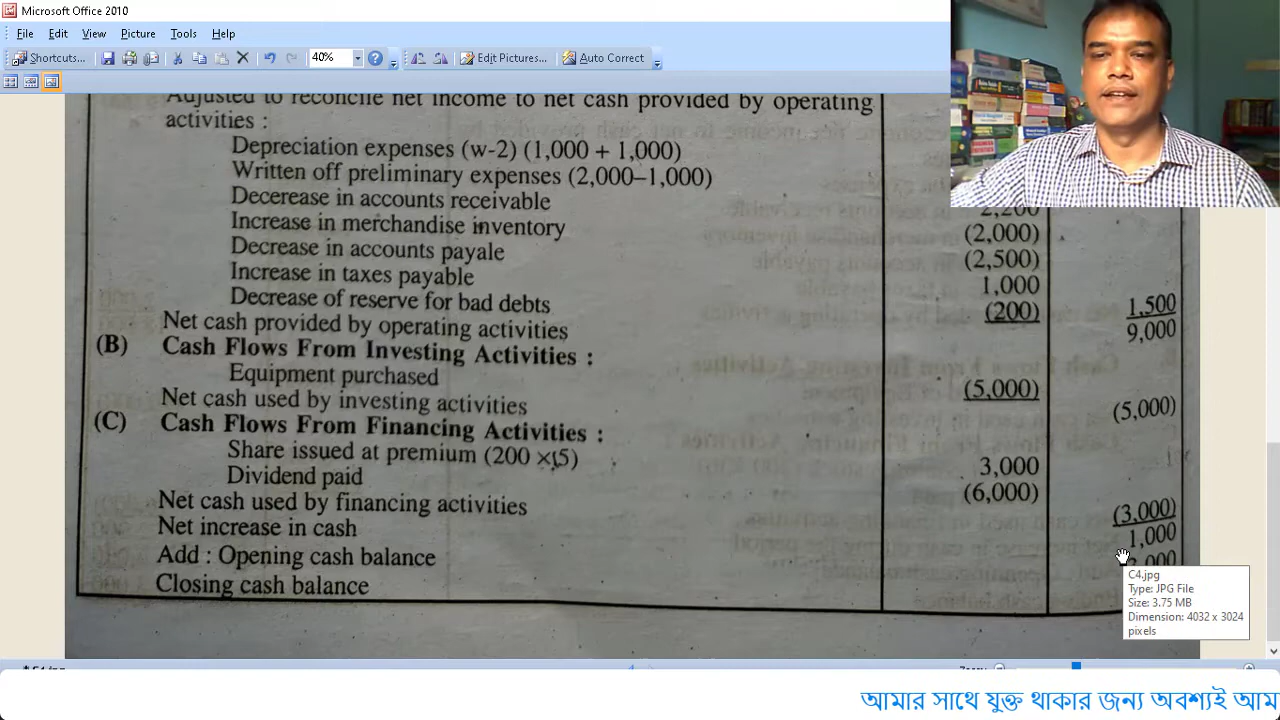 Microsoft Office 2010
File Edit View Picture Tools Help
Shortcuts... 40% Edit Pictures... Auto Correct
Adjusted to reconcile net income to net cash provided by operating
activities :
Depreciation expenses (w-2) (1,000 + 1,000)
Written off preliminary expenses (2,000–1,000)
Decerease in accounts receivable 2,200
Increase in merchandise inventory (2,000)
Decrease in accounts payale (2,500)
Increase in taxes payable 1,000
Decrease of reserve for bad debts (200) 1,500
Net cash provided by operating activities 9,000
(B) Cash Flows From Investing Activities :
Equipment purchased (5,000)
Net cash used by investing activities (5,000)
(C) Cash Flows From Financing Activities :
Share issued at premium (200 ×15) 3,000
Dividend paid (6,000)
Net cash used by financing activities (3,000)
Net increase in cash 1,000
Add : Opening cash balance
Closing cash balance
C4.jpg
Type: JPG File
Size: 3.75 MB
Dimension: 4032 x 3024
pixels
আমার সাথে যুক্ত থাকার জন্য অবশ্যই আম